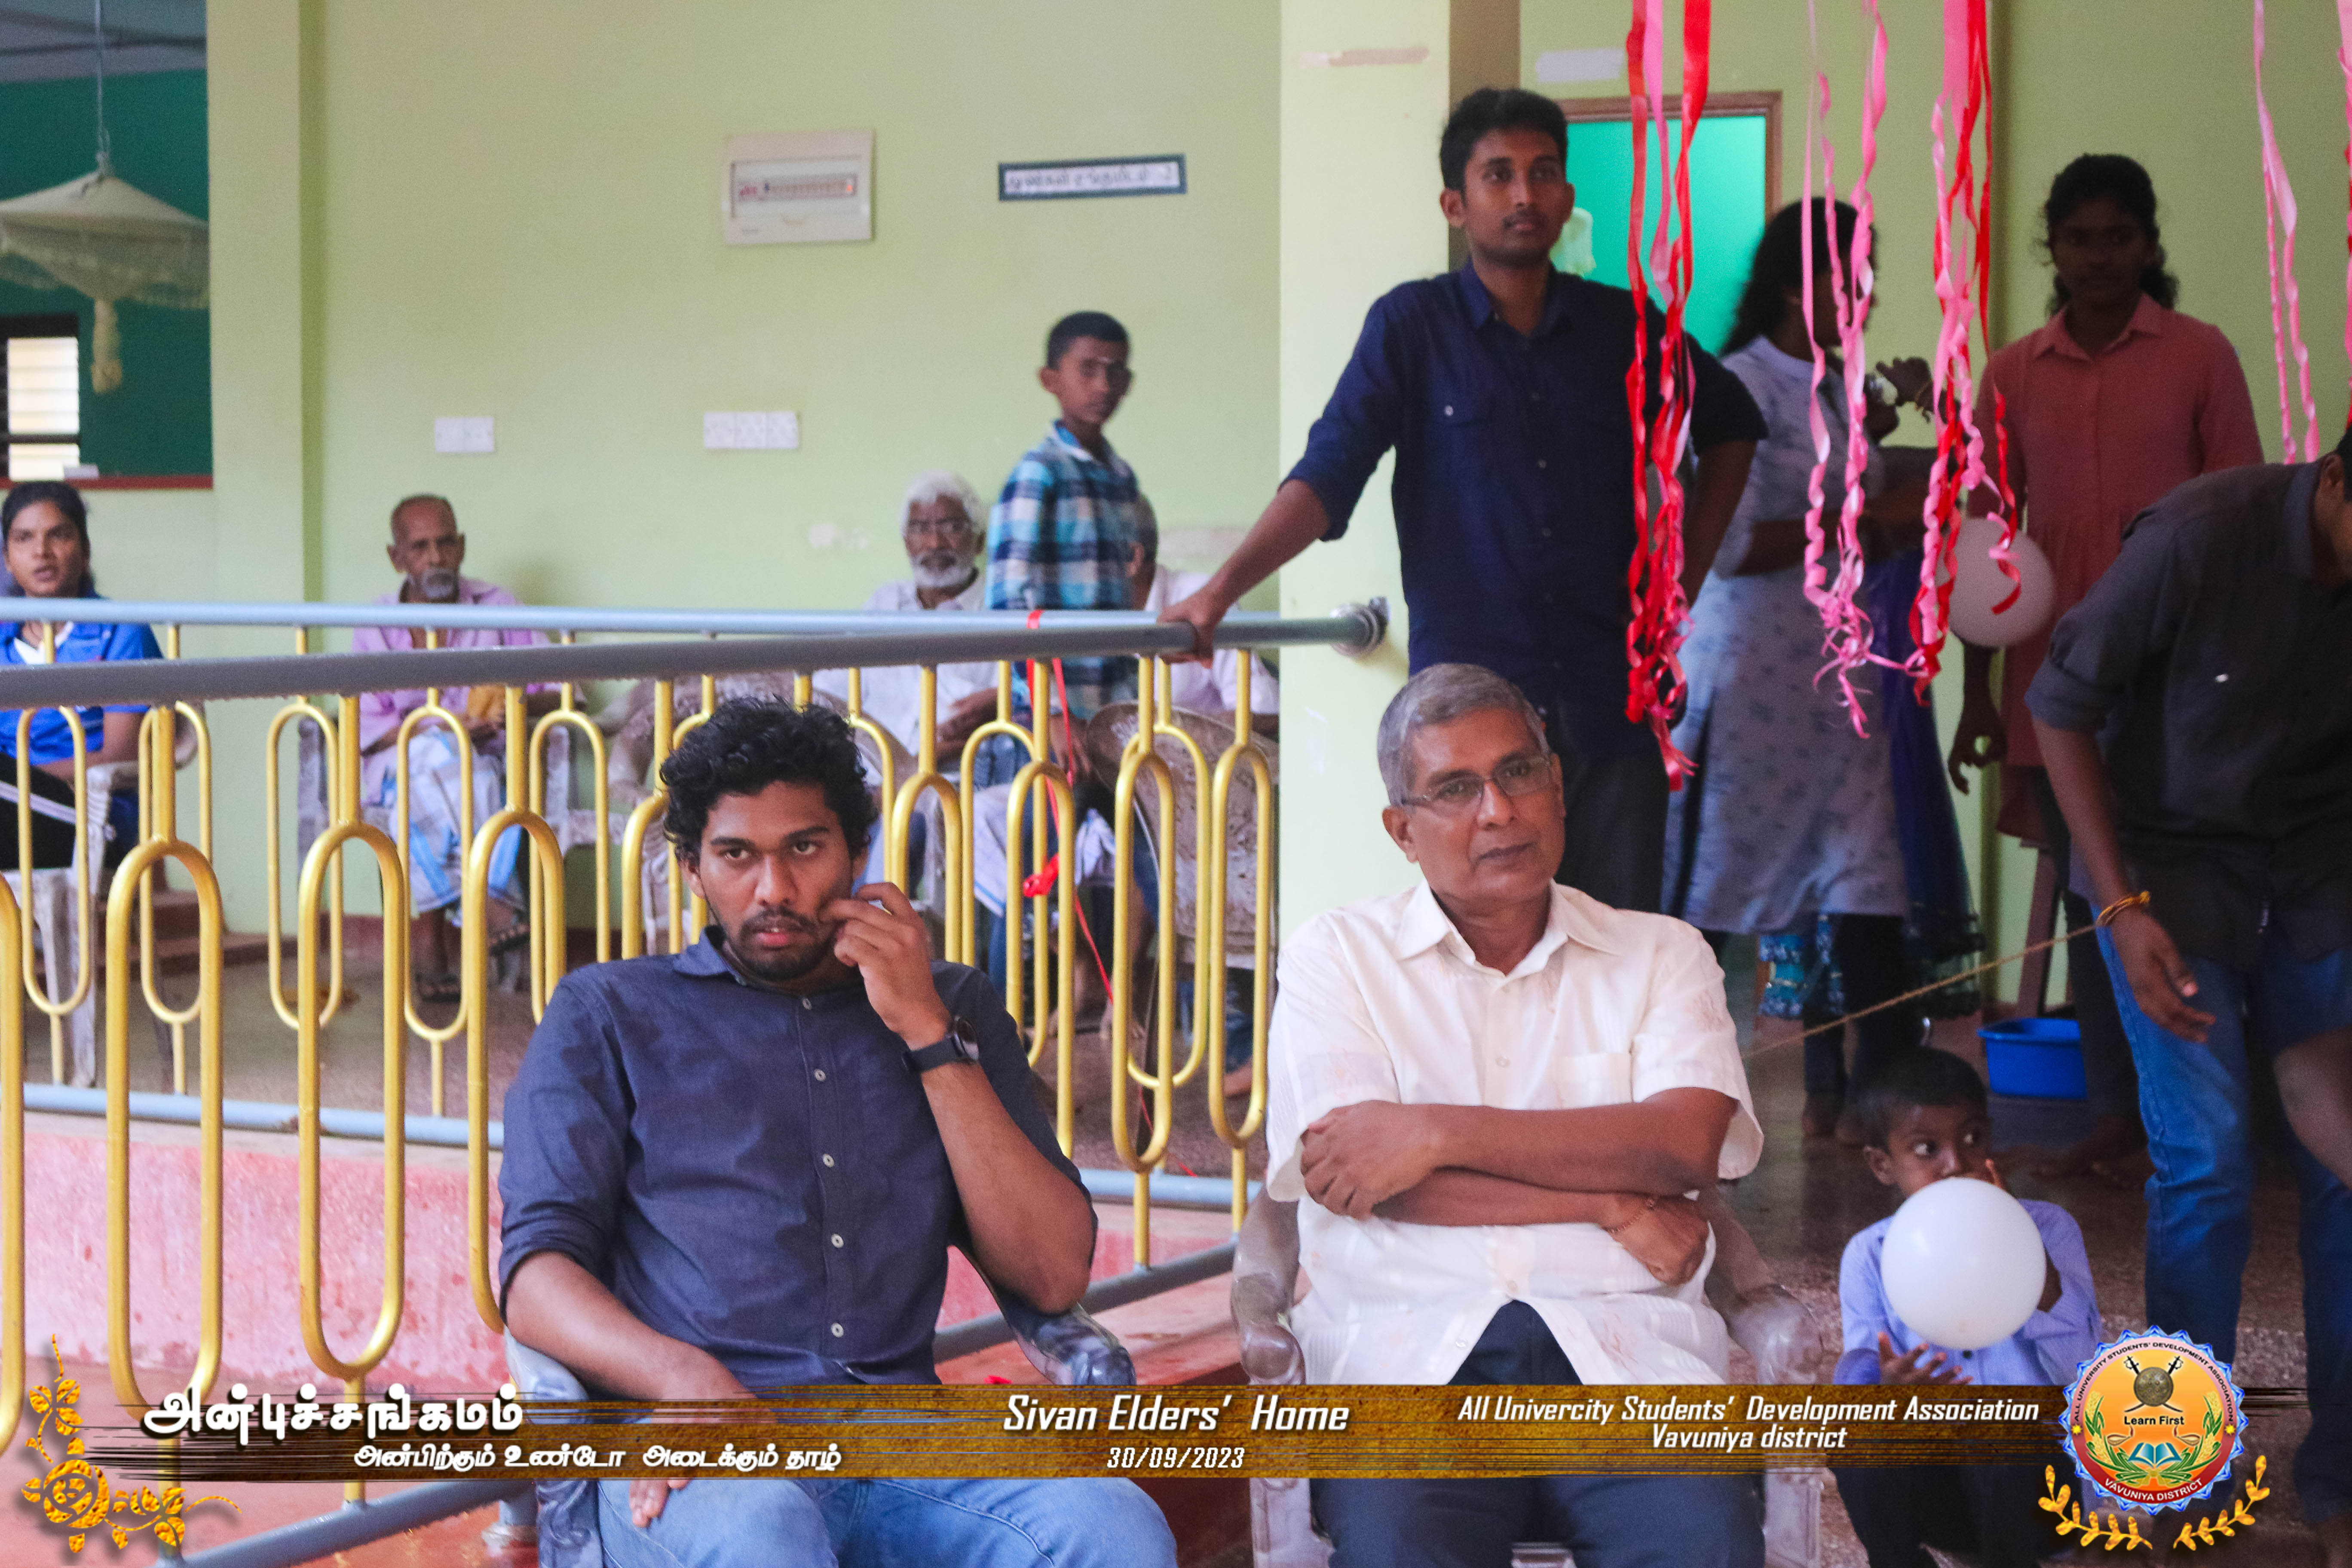 அன்புச்சங்கமம்
அன்பிற்கும் உண்டோ அடைக்கும் தாழ்
Sivan Elders' Home
30/09/2023
All Univercity Students' Development Association
Vavuniya district
ALL UNIVERSITY STUDENTS' DEVELOPMENT ASSOCIATION
Learn First
VAVUNIYA DISTRICT